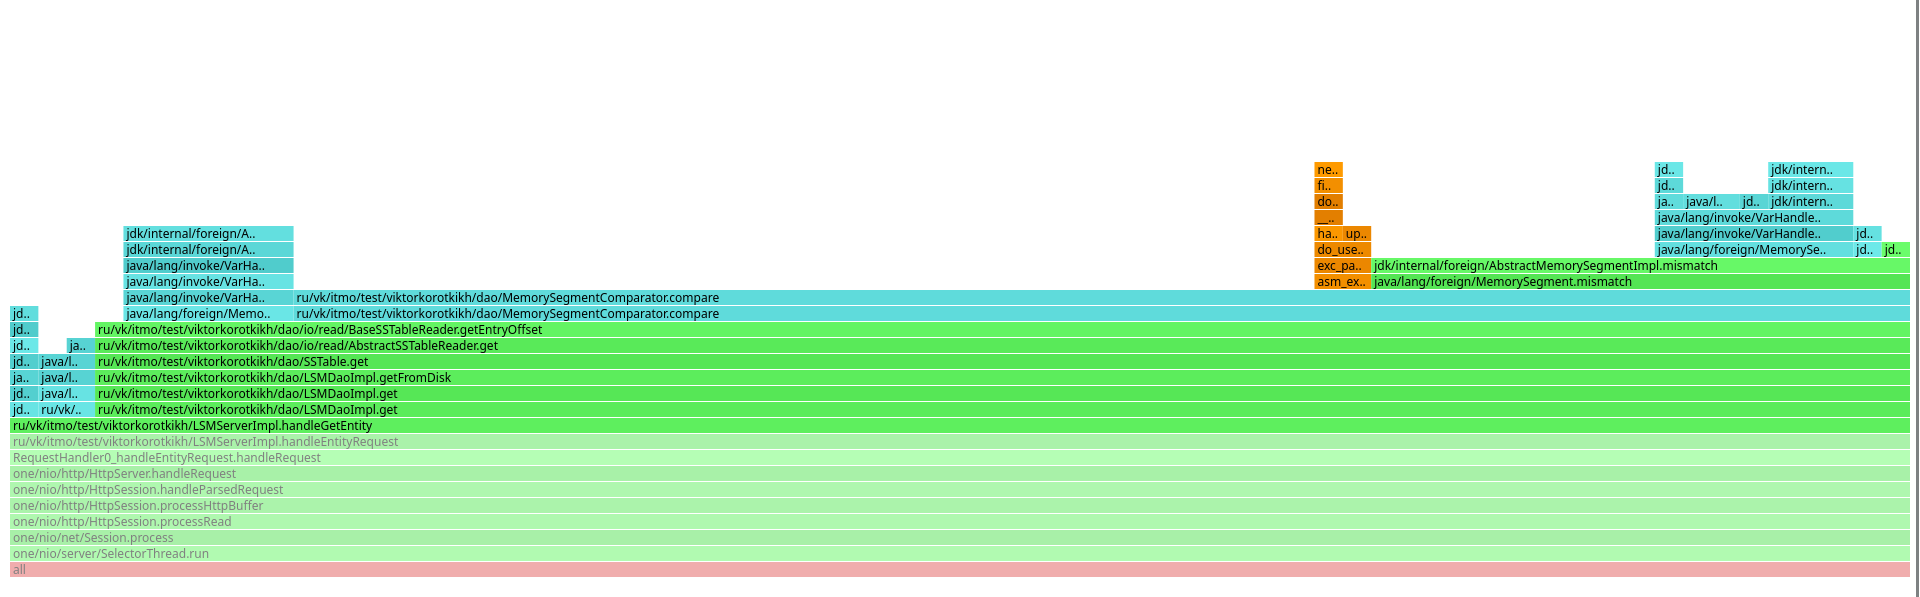 ne.. jd.. jdk/intern..
fi.. jd.. jdk/intern..
do.. ja.. java/l.. jd.. jdk/intern..
__.. java/lang/invoke/VarHandle..
jdk/internal/foreign/A.. ha.. up.. java/lang/invoke/VarHandle.. jd..
jdk/internal/foreign/A.. do_use.. java/lang/foreign/MemorySe.. jd.. jd..
java/lang/invoke/VarHa.. exc_pa.. jdk/internal/foreign/AbstractMemorySegmentImpl.mismatch
java/lang/invoke/VarHa.. asm_ex.. java/lang/foreign/MemorySegment.mismatch
java/lang/invoke/VarHa.. ru/vk/itmo/test/viktorkorotkikh/dao/MemorySegmentComparator.compare
jd.. java/lang/foreign/Memo.. ru/vk/itmo/test/viktorkorotkikh/dao/MemorySegmentComparator.compare
jd.. ru/vk/itmo/test/viktorkorotkikh/dao/io/read/BaseSSTableReader.getEntryOffset
jd.. ja.. ru/vk/itmo/test/viktorkorotkikh/dao/io/read/AbstractSSTableReader.get
jd.. java/l.. ru/vk/itmo/test/viktorkorotkikh/dao/SSTable.get
ja.. java/l.. ru/vk/itmo/test/viktorkorotkikh/dao/LSMDaoImpl.getFromDisk
jd.. java/l.. ru/vk/itmo/test/viktorkorotkikh/dao/LSMDaoImpl.get
jd.. ru/vk/.. ru/vk/itmo/test/viktorkorotkikh/dao/LSMDaoImpl.get
ru/vk/itmo/test/viktorkorotkikh/LSMServerImpl.handleGetEntity
ru/vk/itmo/test/viktorkorotkikh/LSMServerImpl.handleEntityRequest
RequestHandler0_handleEntityRequest.handleRequest
one/nio/http/HttpServer.handleRequest
one/nio/http/HttpSession.handleParsedRequest
one/nio/http/HttpSession.processHttpBuffer
one/nio/http/HttpSession.processRead
one/nio/net/Session.process
one/nio/server/SelectorThread.run
all